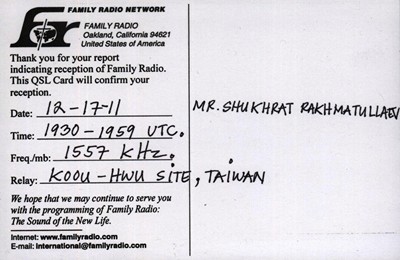 FAMILY RADIO NETWORK
FAMILY RADIO
Oakland, California 94621
United States of America
Thank you for your report
indicating reception of Family Radio.
This QSL Card will confirm your
reception.
Date: 12-17-11
MR. SHUKHRAT RAKHMATULLAEV
Time: 1930-1959 UTC.
Freq./mb: 1557 kHz.
Relay: KOOU-HWU SITE, TAIWAN
We hope that we may continue to serve you
with the programming of Family Radio:
The Sound of the New Life.
Internet: www.familyradio.com
E-mail: international@familyradio.com